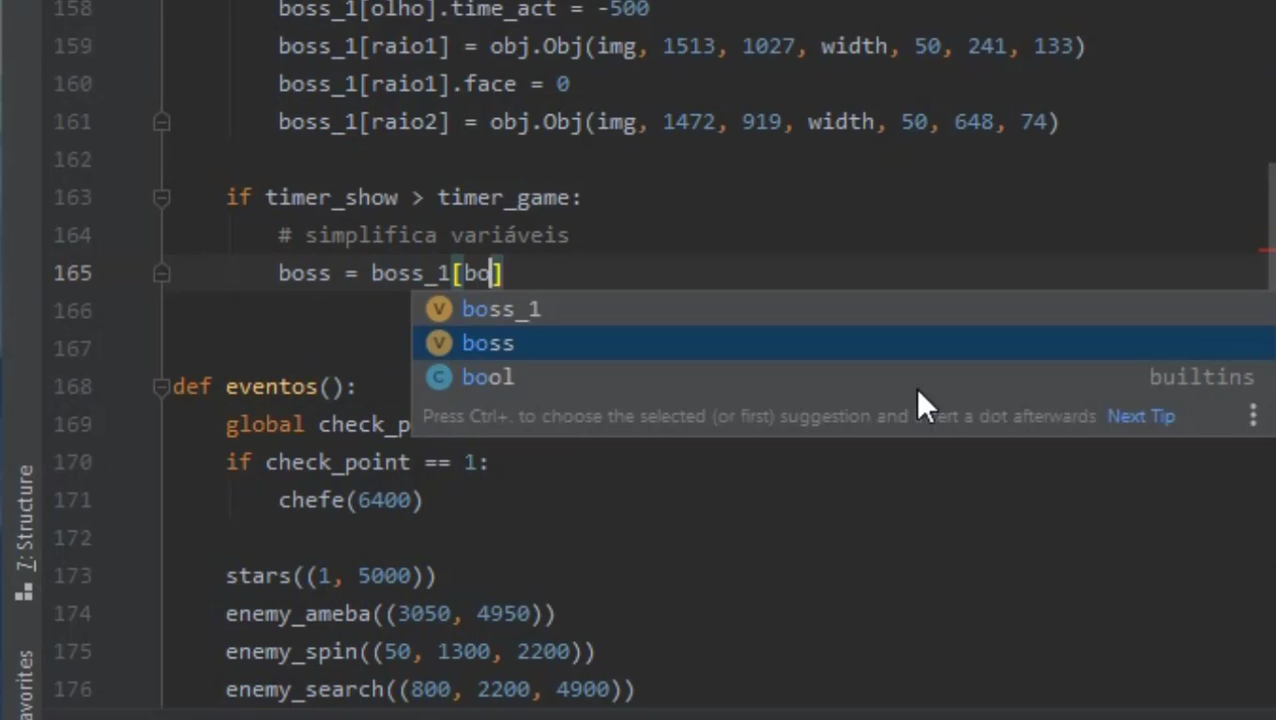 158 boss_1[olho].time_act = -500
159 boss_1[raio1] = obj.Obj(img, 1513, 1027, width, 50, 241, 133)
160 boss_1[raio1].face = 0
161 boss_1[raio2] = obj.Obj(img, 1472, 919, width, 50, 648, 74)
162
163 if timer_show > timer_game:
164 # simplifica variáveis
165 boss = boss_1[bo]
V boss_1
166
V boss
167
C bool builtins
168 def eventos():
Press Ctrl+. to choose the selected (or first) suggestion and insert a dot afterwards Next Tip
169 global check_p
170 if check_point == 1:
171 chefe(6400)
172
173 stars((1, 5000))
174 enemy_ameba((3050, 4950))
175 enemy_spin((50, 1300, 2200))
176 enemy_search((800, 2200, 4900))
7: Structure
avorites